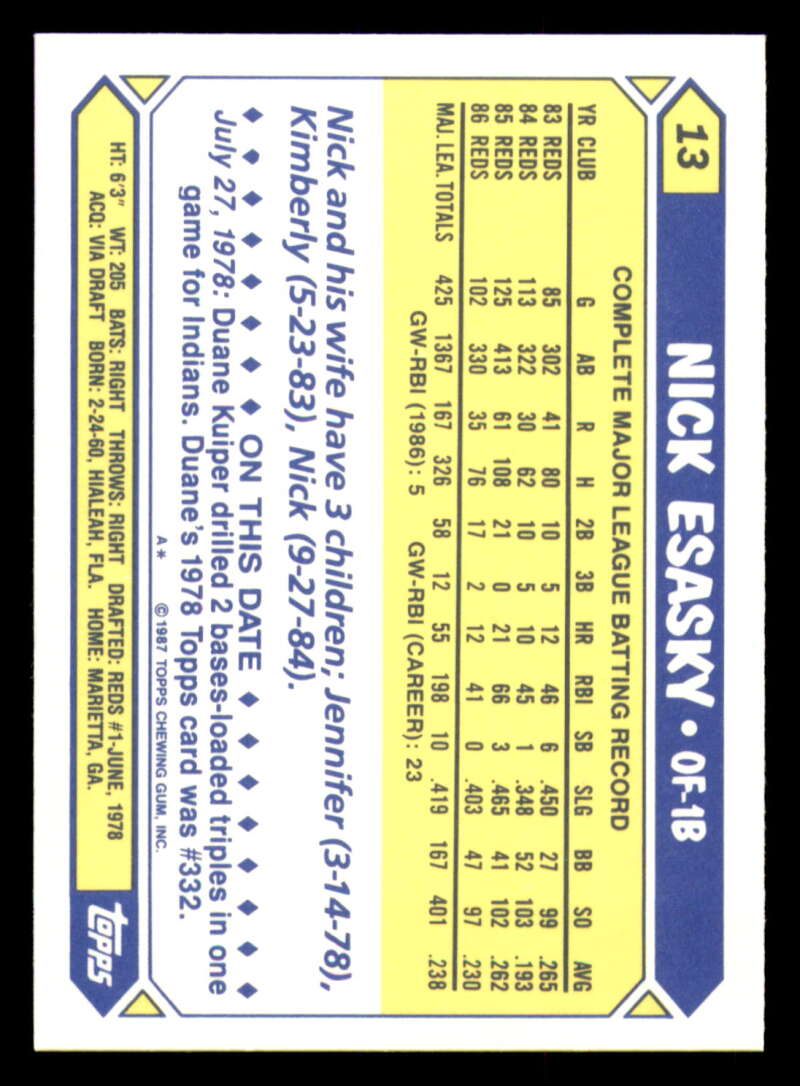 13
NICK ESASKY • OF-1B
COMPLETE MAJOR LEAGUE BATTING RECORD
YR CLUB G AB R H 2B 3B HR RBI SB SLG BB SO AVG
83 REDS 85 302 41 80 10 5 12 46 6 .450 27 99 .265
84 REDS 113 322 30 62 10 5 10 45 1 .348 52 103 .193
85 REDS 125 413 61 108 21 0 21 66 3 .465 41 102 .262
86 REDS 102 330 35 76 17 2 12 41 0 .403 47 97 .230
MAJ. LEA. TOTALS 425 1367 167 326 58 12 55 198 10 .419 167 401 .238
GW-RBI (1986): 5 GW-RBI (CAREER): 23
Nick and his wife have 3 children; Jennifer (3-14-78),
Kimberly (5-23-83), Nick (9-27-84).
◆ ◆ ◆ ◆ ◆ ◆ ◆ ◆ ON THIS DATE ◆ ◆ ◆ ◆ ◆ ◆ ◆ ◆
July 27, 1978: Duane Kuiper drilled 2 bases-loaded triples in one
game for Indians. Duane's 1978 Topps card was #332.
A* ©1987 TOPPS CHEWING GUM, INC.
HT: 6'3" WT: 205 BATS: RIGHT THROWS: RIGHT DRAFTED: REDS #1-JUNE, 1978
ACQ: VIA DRAFT BORN: 2-24-60, HIALEAH, FLA. HOME: MARIETTA, GA.
topps